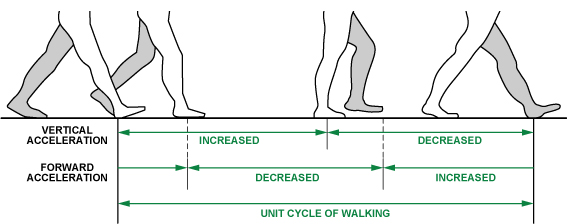 VERTICAL
ACCELERATION
INCREASED
DECREASED
FORWARD
ACCELERATION
DECREASED
INCREASED
UNIT CYCLE OF WALKING